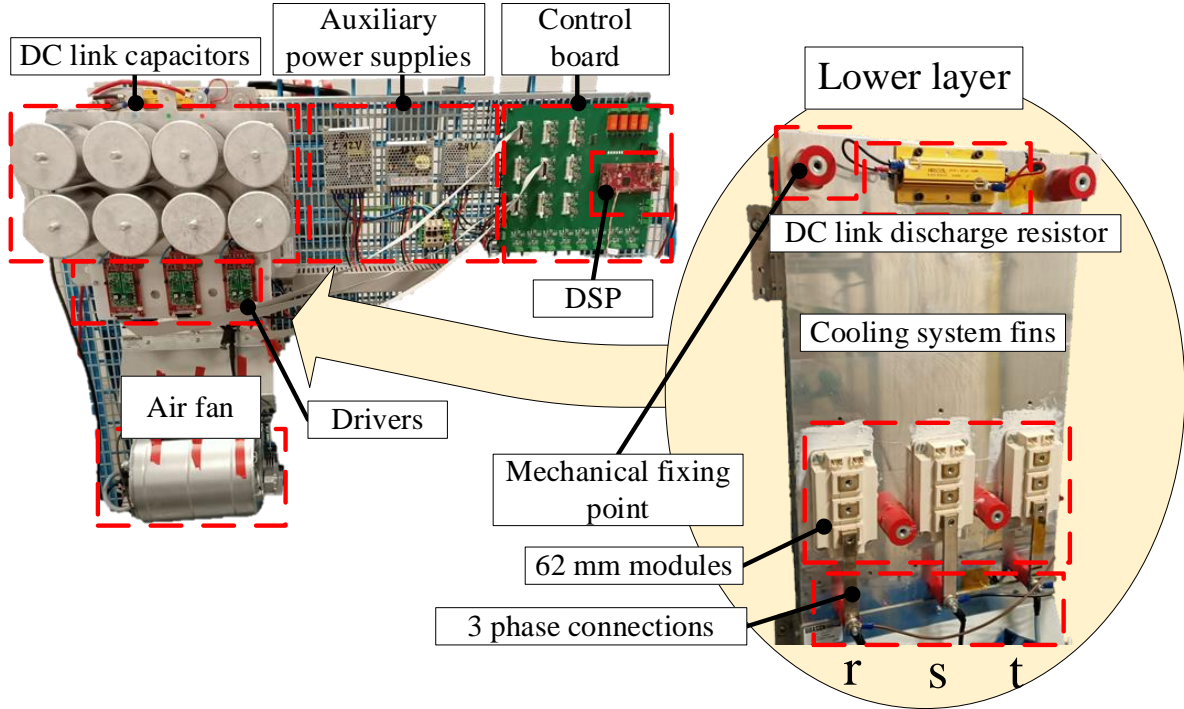 DC link capacitors
Auxiliary
power supplies
Control
board
Lower layer
DC link discharge resistor
DSP
Cooling system fins
Air fan
Drivers
Mechanical fixing
point
62 mm modules
3 phase connections
r s t